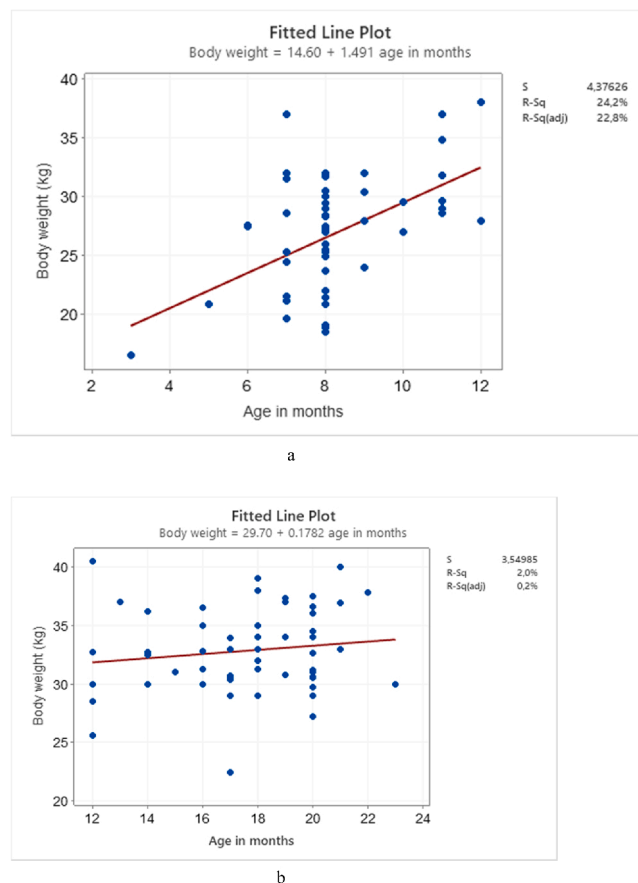 Fitted Line Plot
Body weight = 14.60 + 1.491 age in months
S 4,37626
R-Sq 24,2%
R-Sq(adj) 22,8%
40
35
30
25
20
Body weight (kg)
2 4 6 8 10 12
Age in months
a
Fitted Line Plot
Body weight = 29.70 + 0.1782 age in months
S 3,54985
R-Sq 2,0%
R-Sq(adj) 0,2%
40
35
30
25
20
Body weight (kg)
12 14 16 18 20 22 24
Age in months
b